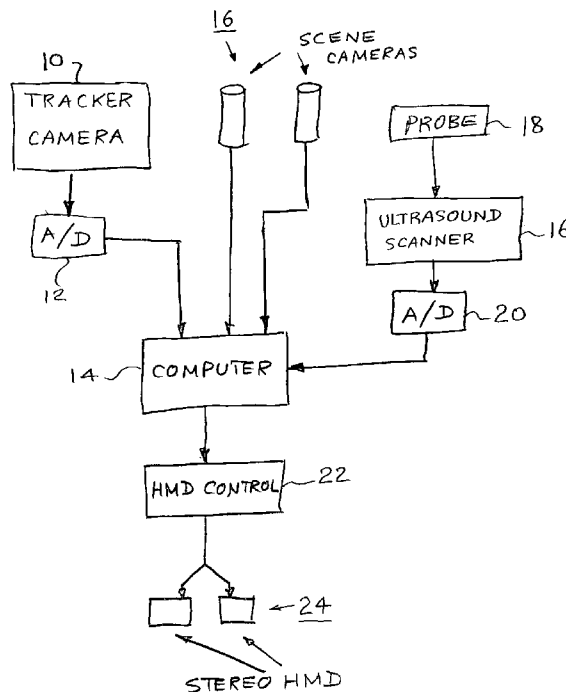 16
SCENE
CAMERAS
10
TRACKER
CAMERA
PROBE
18
A/D
12
ULTRASOUND
SCANNER
16
A/D
20
14
COMPUTER
HMD CONTROL
22
24
STEREO HMD